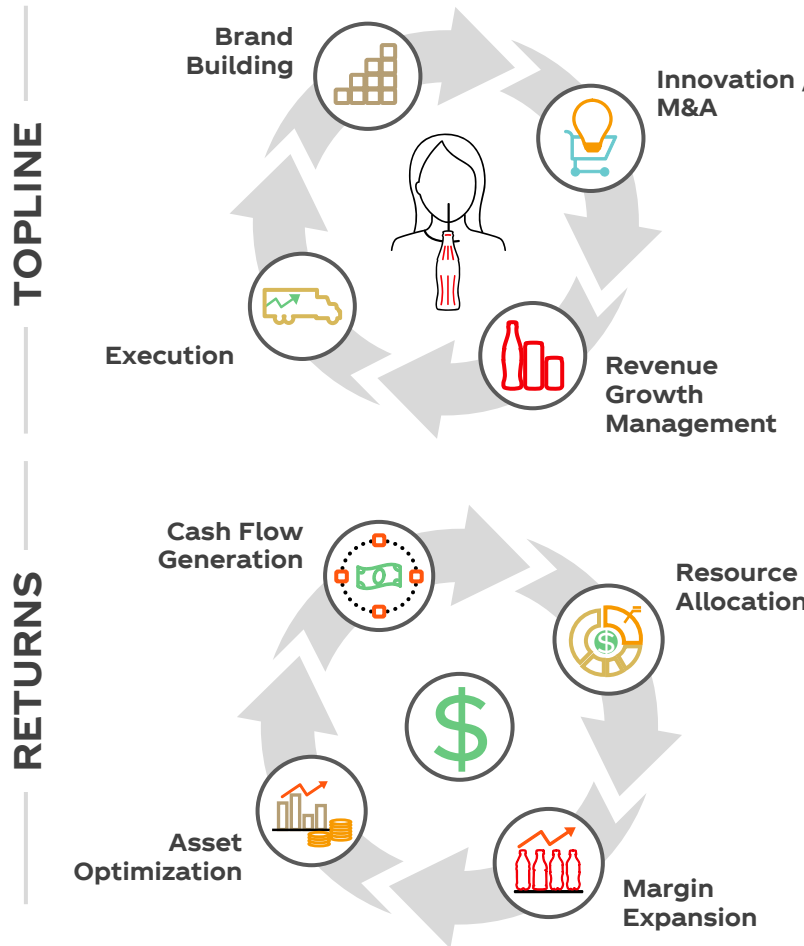 TOPLINE
Brand
Building
Innovation /
M&A
Execution
Revenue
Growth
Management
RETURNS
Cash Flow
Generation
Resource
Allocation
$
$
Asset
Optimization
Margin
Expansion